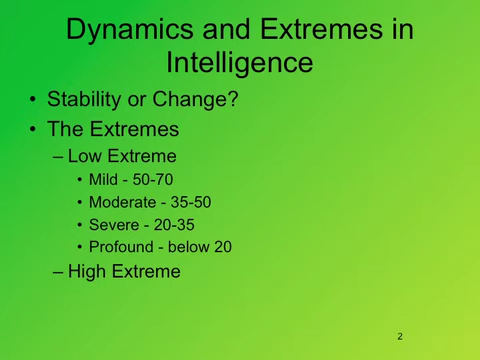 Dynamics and Extremes in
Intelligence
• Stability or Change?
• The Extremes
– Low Extreme
• Mild - 50-70
• Moderate - 35-50
• Severe - 20-35
• Profound - below 20
– High Extreme
2